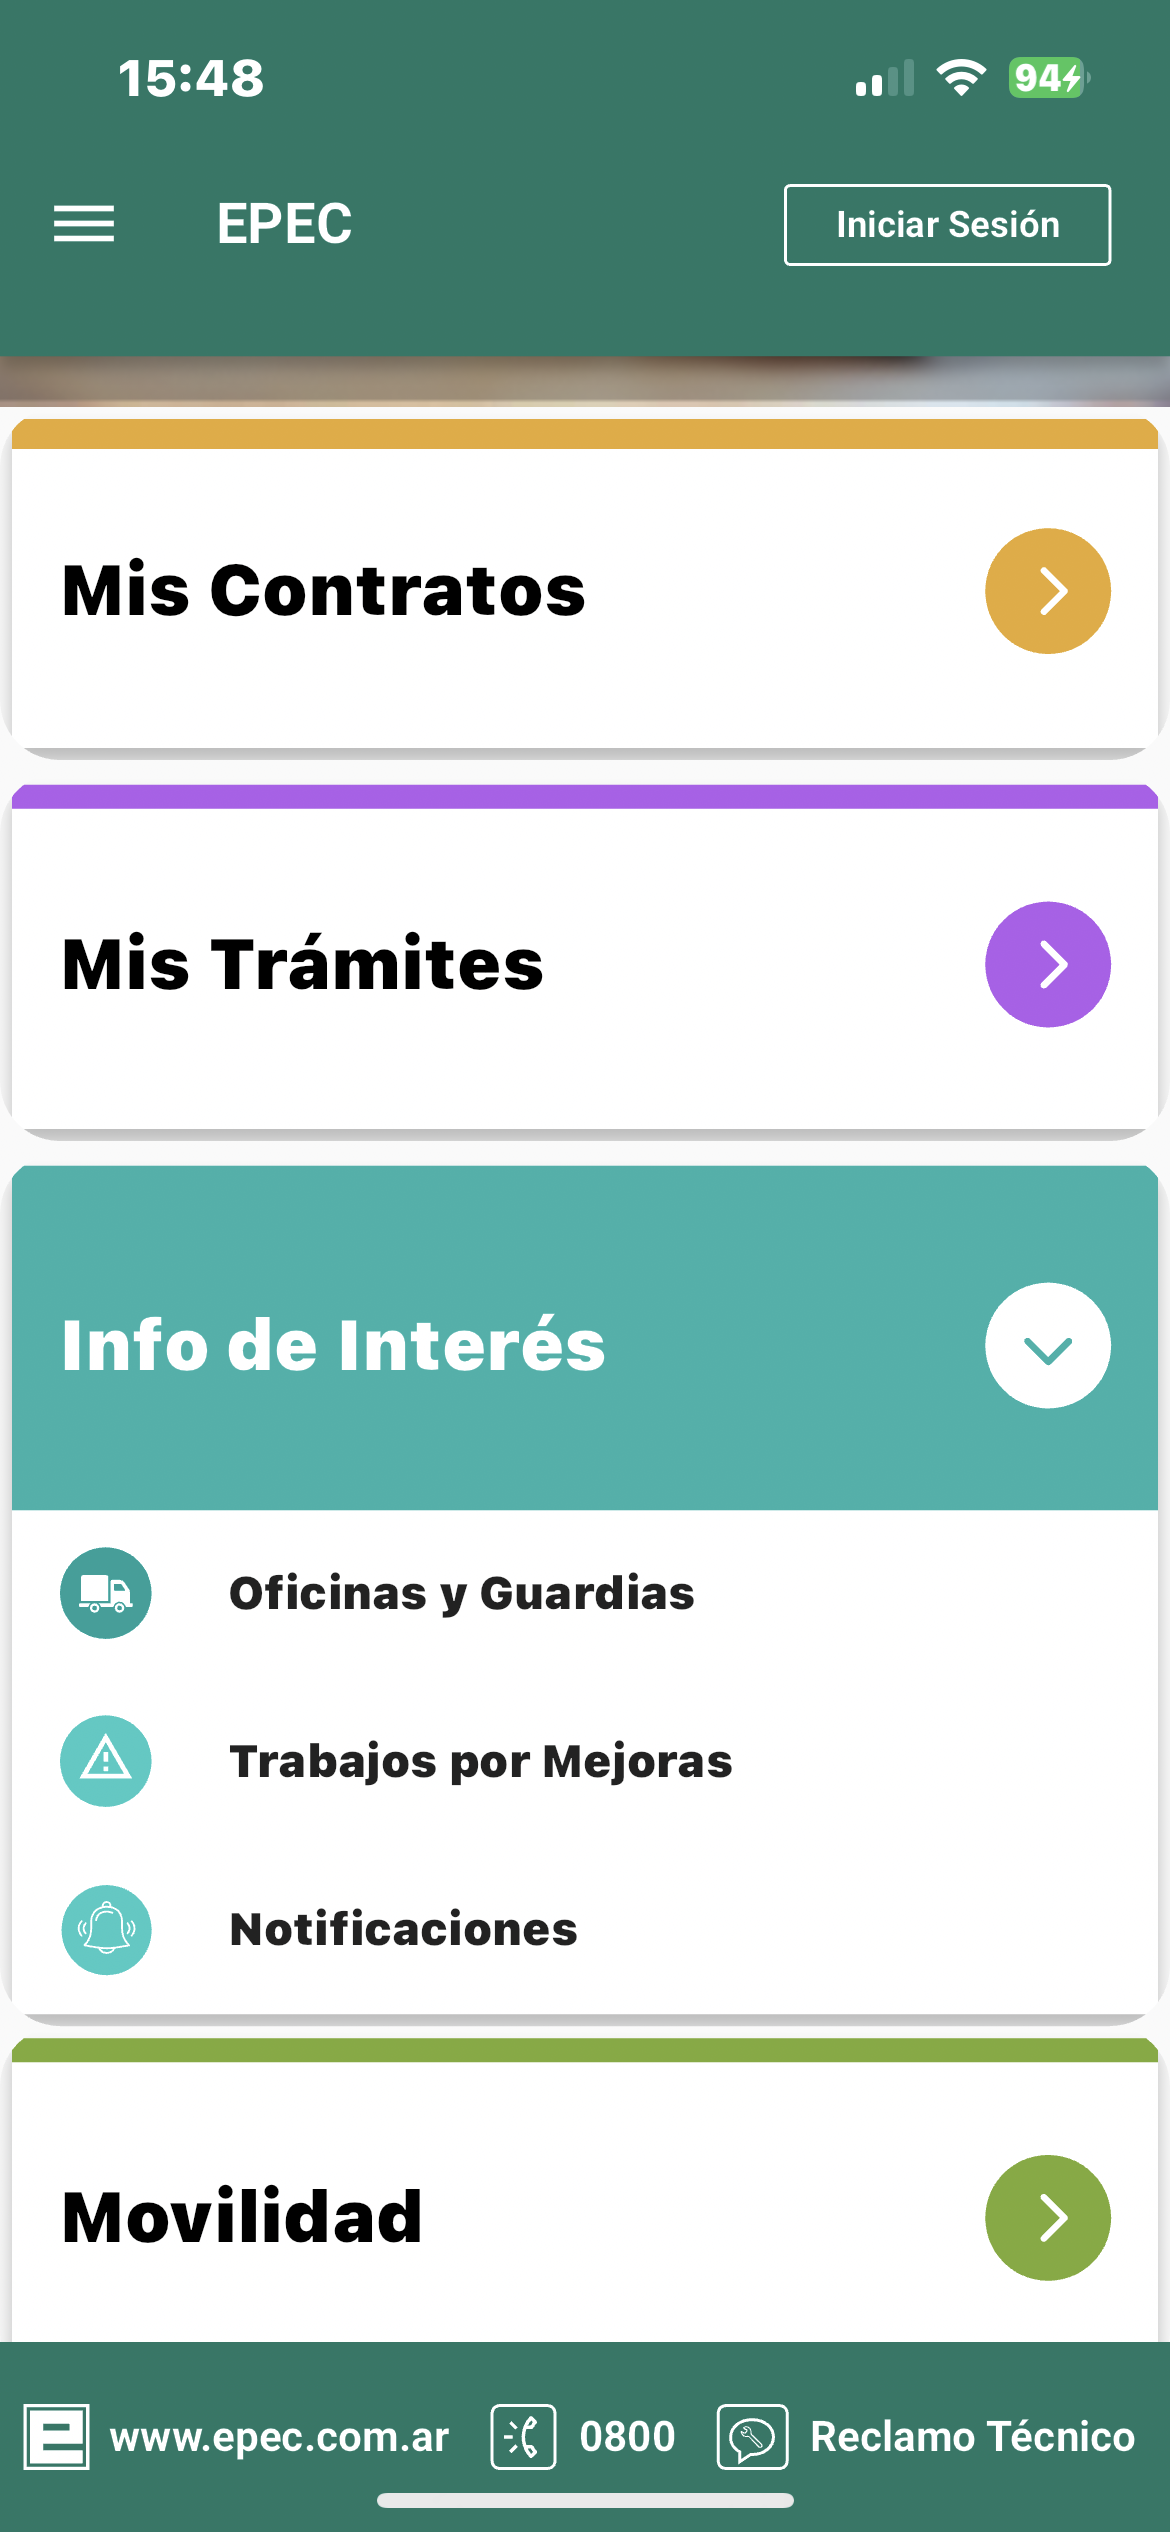 15:48
94
EPEC
Iniciar Sesión
Mis Contratos
Mis Trámites
Info de Interés
Oficinas y Guardias
Trabajos por Mejoras
Notificaciones
Movilidad
www.epec.com.ar
0800
Reclamo Técnico